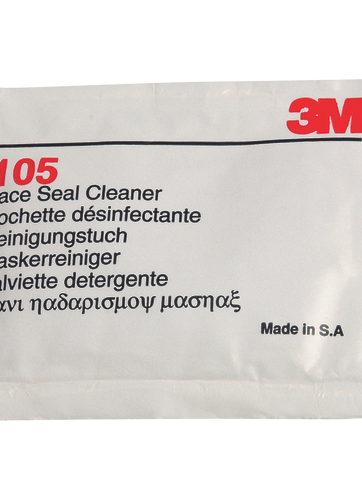 3M
105
ace Seal Cleaner
ochette désinfectante
einigungstuch
askerreiniger
alviette detergente
ανι ηαδαρισμοψ μασηαξ
Made in S.A